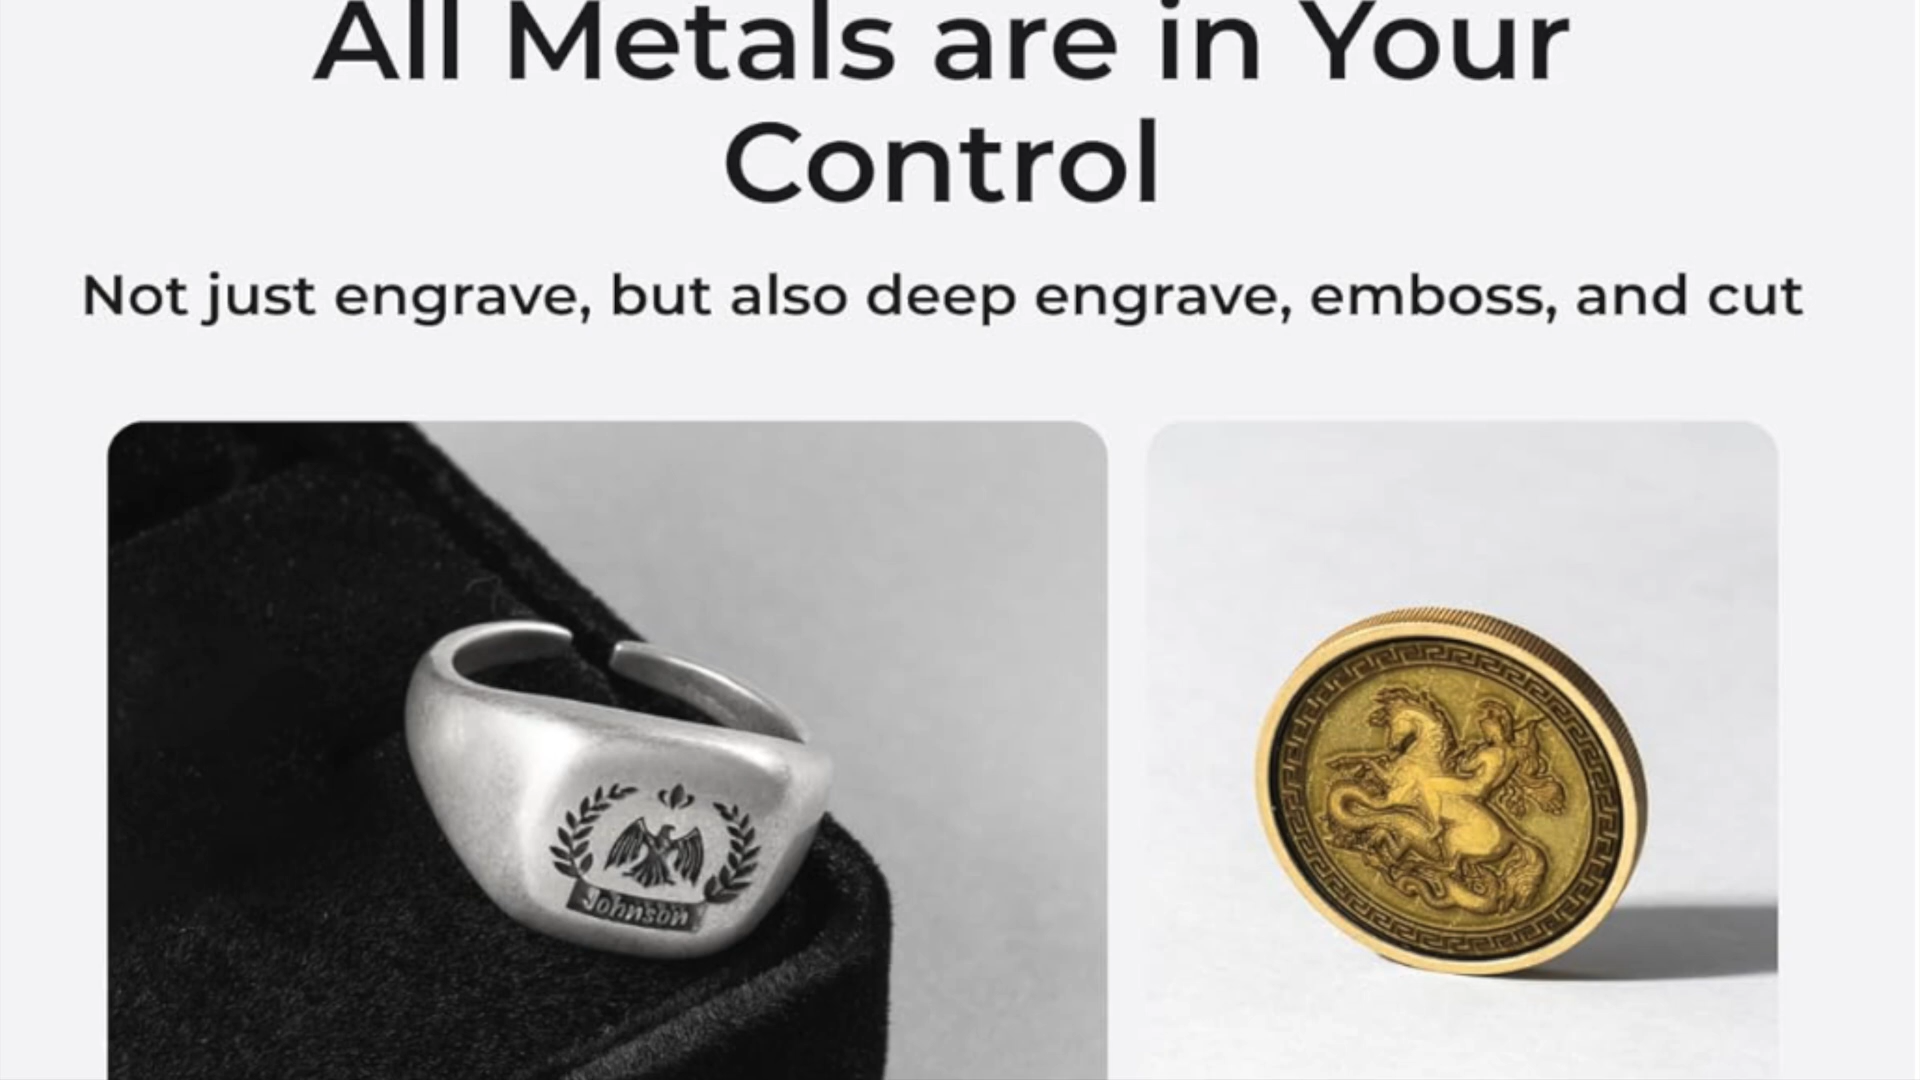 All Metals are in Your
Control
Not just engrave, but also deep engrave, emboss, and cut
Johnson